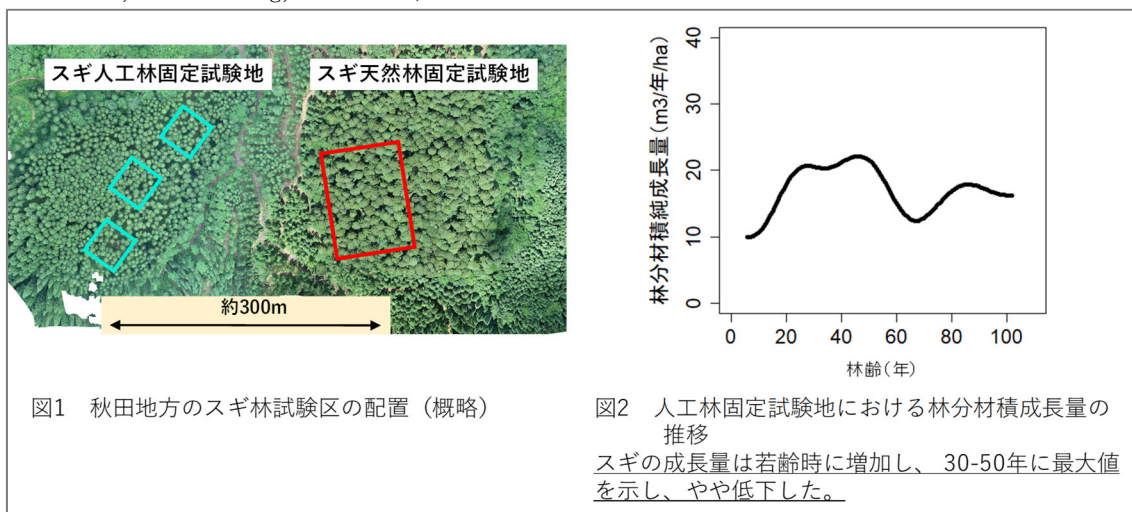 スギ人工林固定試験地
スギ天然林固定試験地
約300m
図1 秋田地方のスギ林試験区の配置（概略）
林分材積純成長量(m3/年/ha)
40
30
20
10
0
0 20 40 60 80 100
林齢(年)
図2 人工林固定試験地における林分材積成長量の
推移
スギの成長量は若齢時に増加し、 30-50年に最大値
を示し、やや低下した。